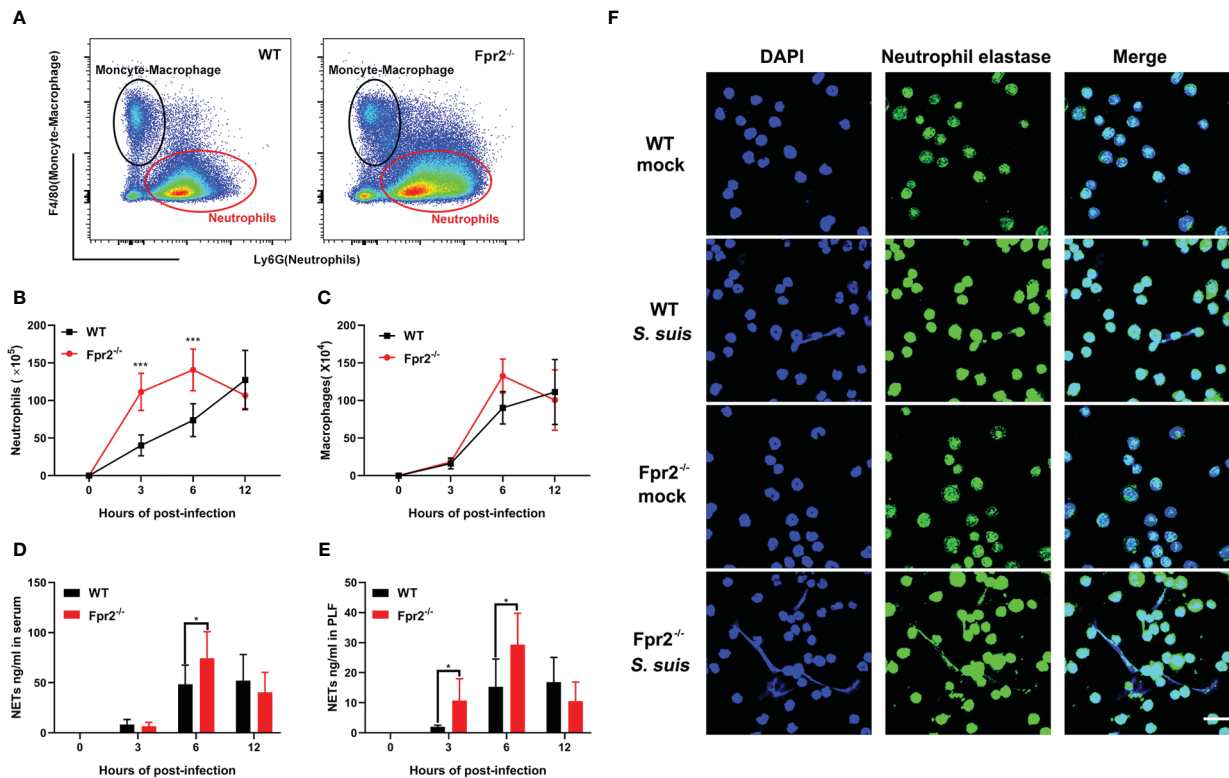 A
WT
Moncyte-Macrophage
Neutrophils
Fpr2-/-
Moncyte-Macrophage
Neutrophils
F4/80(Moncyte-Macrophage)
Ly6G(Neutrophils)
B
WT
Fpr2-/-
Neutrophils ( ×10⁵)
200
150
100
50
0
***
***
0 3 6 12
Hours of post-infection
C
WT
Fpr2-/-
Macrophages( X10⁴)
200
150
100
50
0
0 3 6 12
Hours of post-infection
D
WT
Fpr2-/-
NETs ng/ml in serum
150
100
50
0
*
0 3 6 12
Hours of post-infection
E
WT
Fpr2-/-
NETs ng/ml in PLF
50
40
30
20
10
0
*
*
0 3 6 12
Hours of post-infection
F
DAPI Neutrophil elastase Merge
WT
mock
WT
S. suis
Fpr2-/-
mock
Fpr2-/-
S. suis